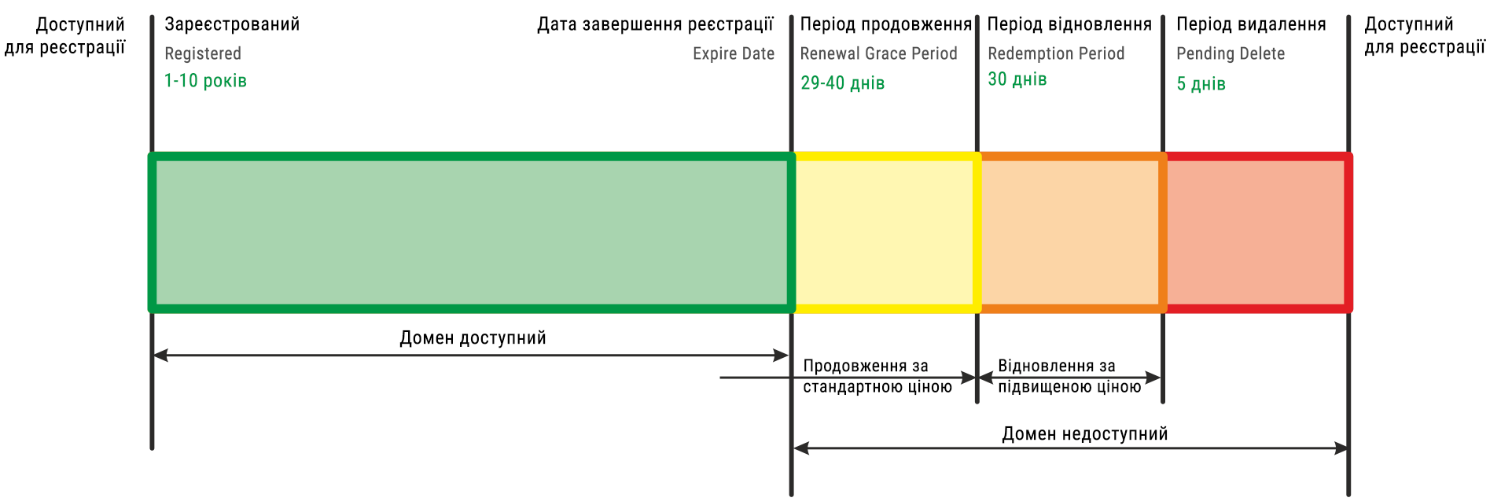 Доступний
для реєстрації
Зареєстрований
Registered
1-10 років
Дата завершення реєстрації
Expire Date
Період продовження
Renewal Grace Period
29-40 днів
Період відновлення
Redemption Period
30 днів
Період видалення
Pending Delete
5 днів
Доступний
для реєстрації
Домен доступний
Продовження за
стандартною ціною
Відновлення за
підвищеною ціною
Домен недоступний